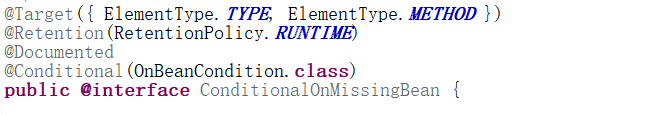 @Target({ ElementType.TYPE, ElementType.METHOD })
@Retention(RetentionPolicy.RUNTIME)
@Documented
@Conditional(OnBeanCondition.class)
public @interface ConditionalOnMissingBean {